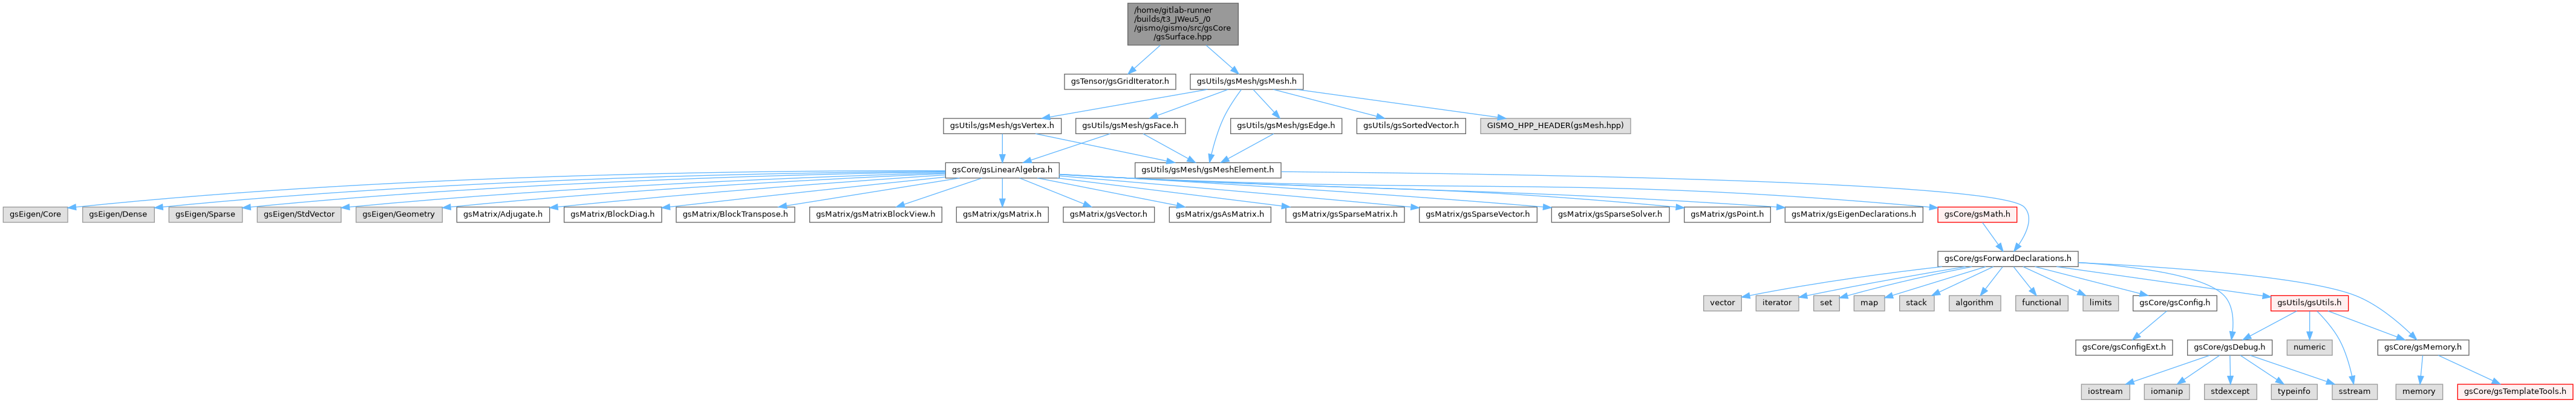 /home/gitlab-runner
/builds/t3_JWeu5_/0
/gismo/gismo/src/gsCore
/gsSurface.hpp
gsTensor/gsGridIterator.h
gsUtils/gsMesh/gsMesh.h
gsUtils/gsMesh/gsVertex.h
gsUtils/gsMesh/gsFace.h
gsUtils/gsMesh/gsEdge.h
gsUtils/gsSortedVector.h
GISMO_HPP_HEADER(gsMesh.hpp)
gsCore/gsLinearAlgebra.h
gsUtils/gsMesh/gsMeshElement.h
gsEigen/Core
gsEigen/Dense
gsEigen/Sparse
gsEigen/StdVector
gsEigen/Geometry
gsMatrix/Adjugate.h
gsMatrix/BlockDiag.h
gsMatrix/BlockTranspose.h
gsMatrix/gsMatrixBlockView.h
gsMatrix/gsMatrix.h
gsMatrix/gsVector.h
gsMatrix/gsAsMatrix.h
gsMatrix/gsSparseMatrix.h
gsMatrix/gsSparseVector.h
gsMatrix/gsSparseSolver.h
gsMatrix/gsPoint.h
gsMatrix/gsEigenDeclarations.h
gsCore/gsMath.h
gsCore/gsForwardDeclarations.h
vector
iterator
set
map
stack
algorithm
functional
limits
gsCore/gsConfig.h
gsUtils/gsUtils.h
gsCore/gsConfigExt.h
gsCore/gsDebug.h
numeric
gsCore/gsMemory.h
iostream
iomanip
stdexcept
typeinfo
sstream
memory
gsCore/gsTemplateTools.h